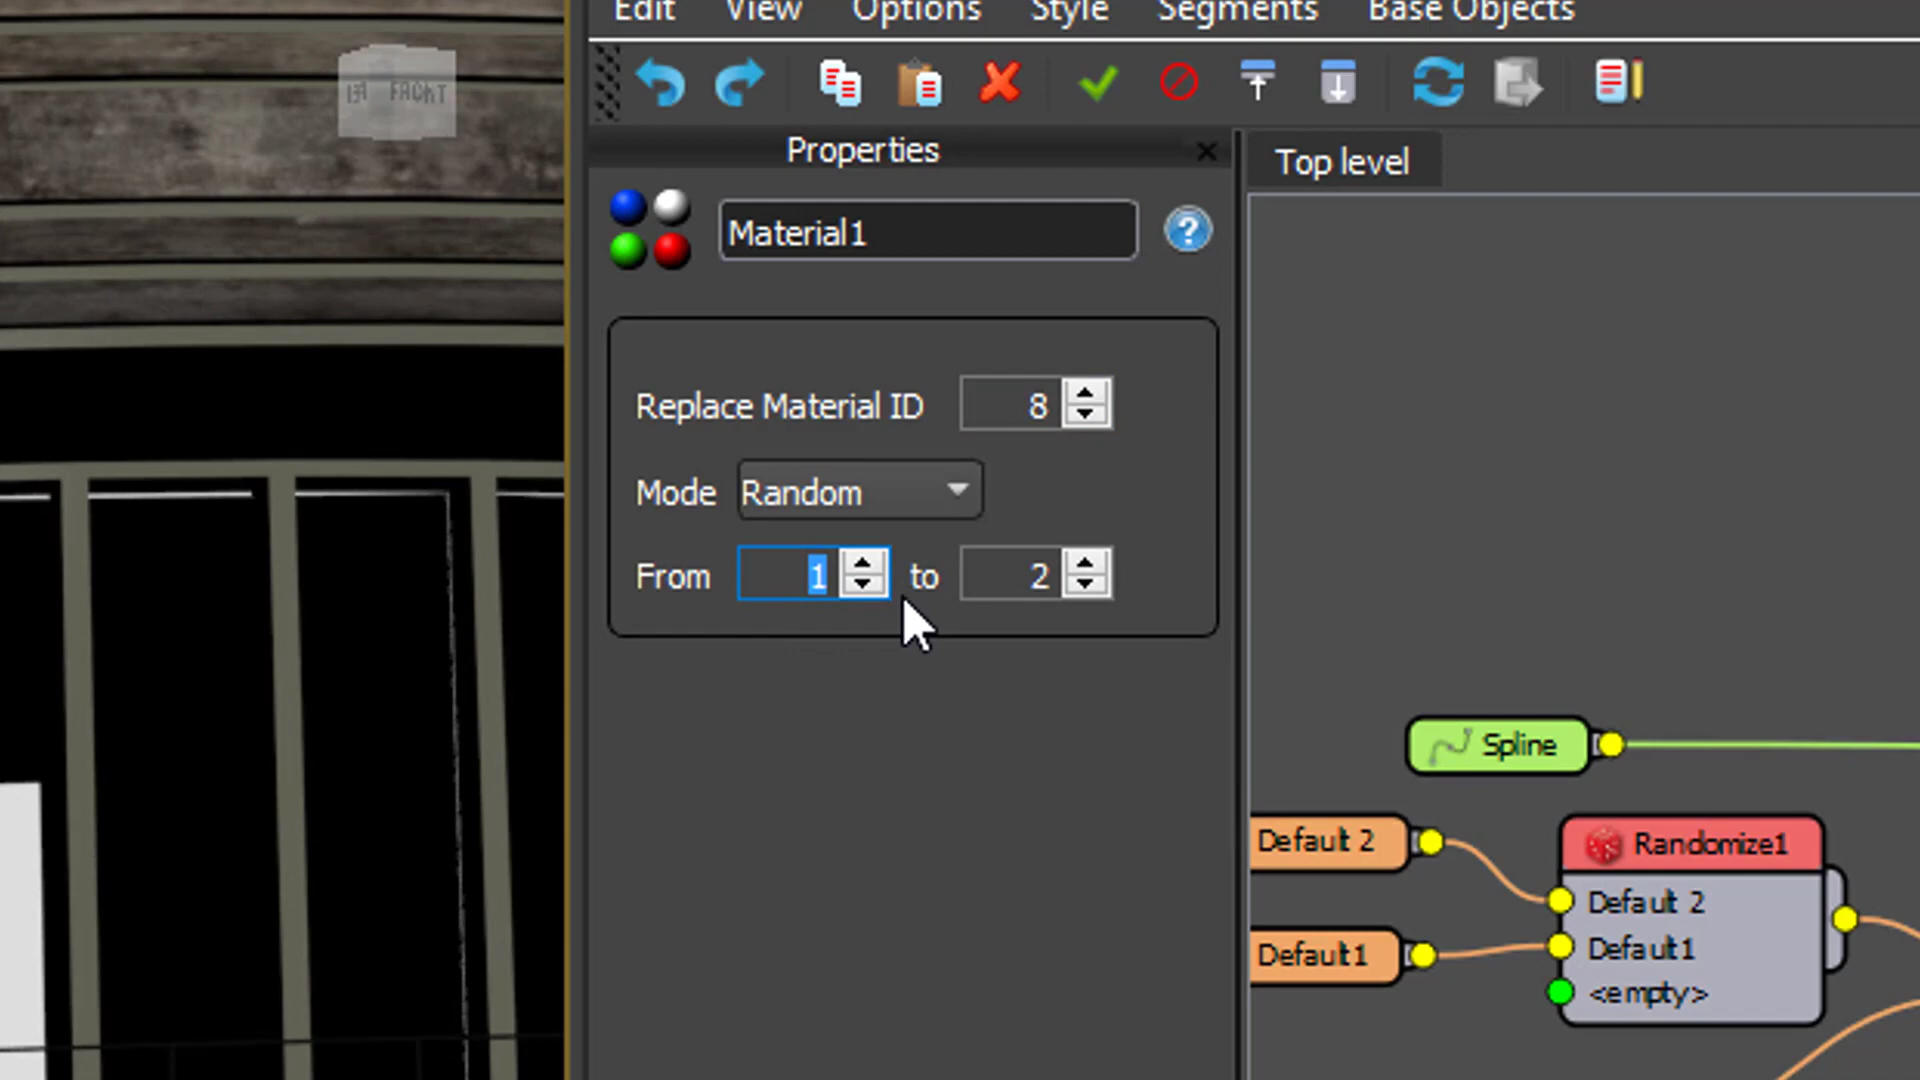 Edit View Options Style Segments Base Objects
FRONT
Properties
Top level
Material1
Replace Material ID 8
Mode Random
From 1 to 2
Spline
Default 2
Randomize1
Default 2
Default1
Default1
<empty>